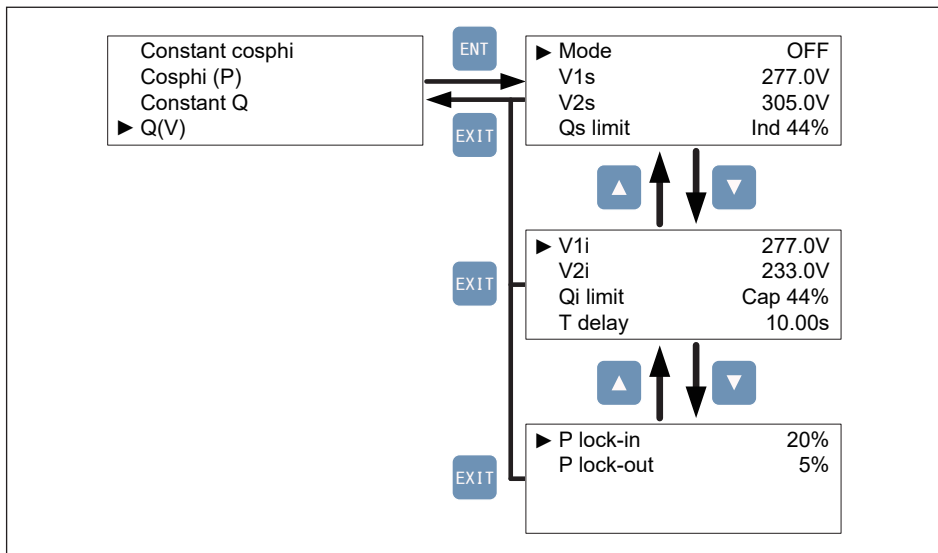 Constant cosphi
Cosphi (P)
Constant Q
► Q(V)
ENT
EXIT
► Mode OFF
V1s 277.0V
V2s 305.0V
Qs limit Ind 44%
▲ ▼
EXIT
► V1i 277.0V
V2i 233.0V
Qi limit Cap 44%
T delay 10.00s
▲ ▼
EXIT
► P lock-in 20%
P lock-out 5%